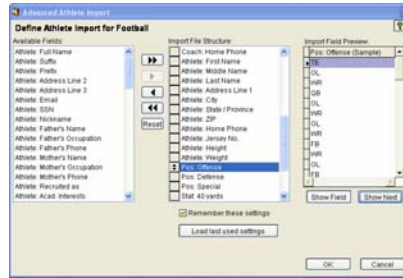 Advanced Athlete Import
Define Athlete Import for Football
?
Available Fields:
Athlete: Full Name
Athlete: Suffix
Athlete: Prefix
Athlete: Address Line 2
Athlete: Address Line 3
Athlete: Email
Athlete: SSN
Athlete: Nickname
Athlete: Father's Name
Athlete: Father's Occupation
Athlete: Father's Phone
Athlete: Mother's Name
Athlete: Mother's Occupation
Athlete: Mother's Phone
Athlete: Recruited as
Athlete: Acad. Interests
Reset
Import File Structure:
Coach: Home Phone
Athlete: First Name
Athlete: Middle Name
Athlete: Last Name
Athlete: Address Line 1
Athlete: City
Athlete: State / Province
Athlete: ZIP
Athlete: Home Phone
Athlete: Jersey No.
Athlete: Height
Athlete: Weight
Pos: Offense
Pos: Defense
Pos: Special
Stat: 40 yards
Remember these settings
Load last used settings
Import Field Preview:
Pos: Offense (Sample)
TE
OL
WR
QB
OL
WR
FB
WR
OL
FB
Show Field
Show Next
OK
Cancel